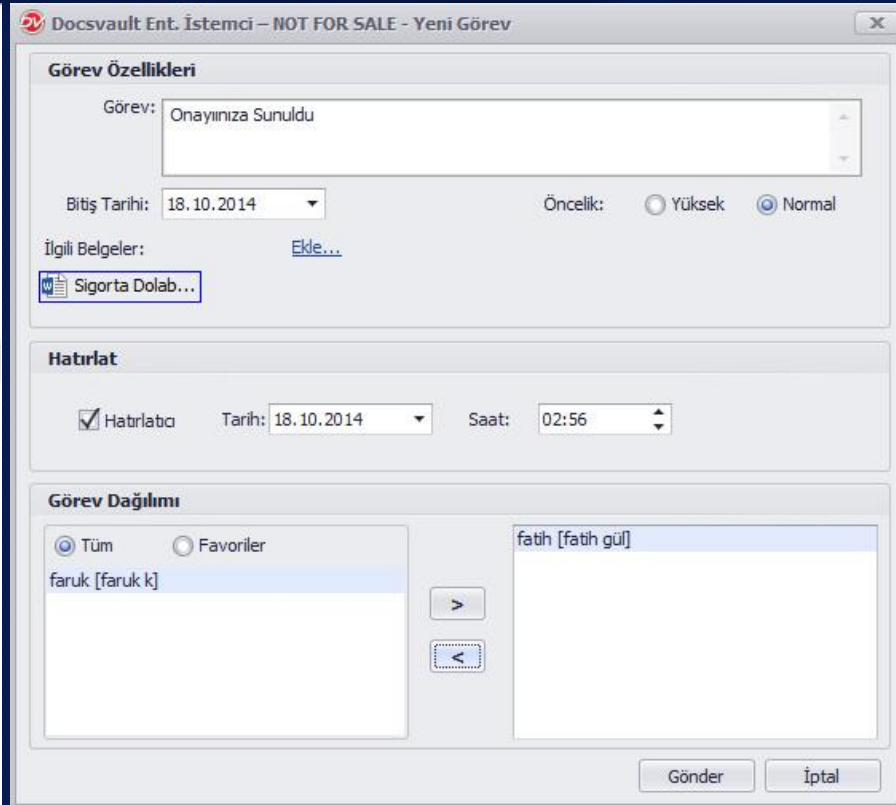 Docsvault Ent. İstemci – NOT FOR SALE - Yeni Görev
Görev Özellikleri
Görev: Onayıınıza Sunuldu
Bitiş Tarihi: 18.10.2014 Öncelik: Yüksek Normal
İlgili Belgeler: Ekle...
Sigorta Dolab...
Hatırlat
Hatırlatıcı Tarih: 18.10.2014 Saat: 02:56
Görev Dağılımı
Tüm Favoriler fatih [fatih gül]
faruk [faruk k]
>
<
Gönder İptal